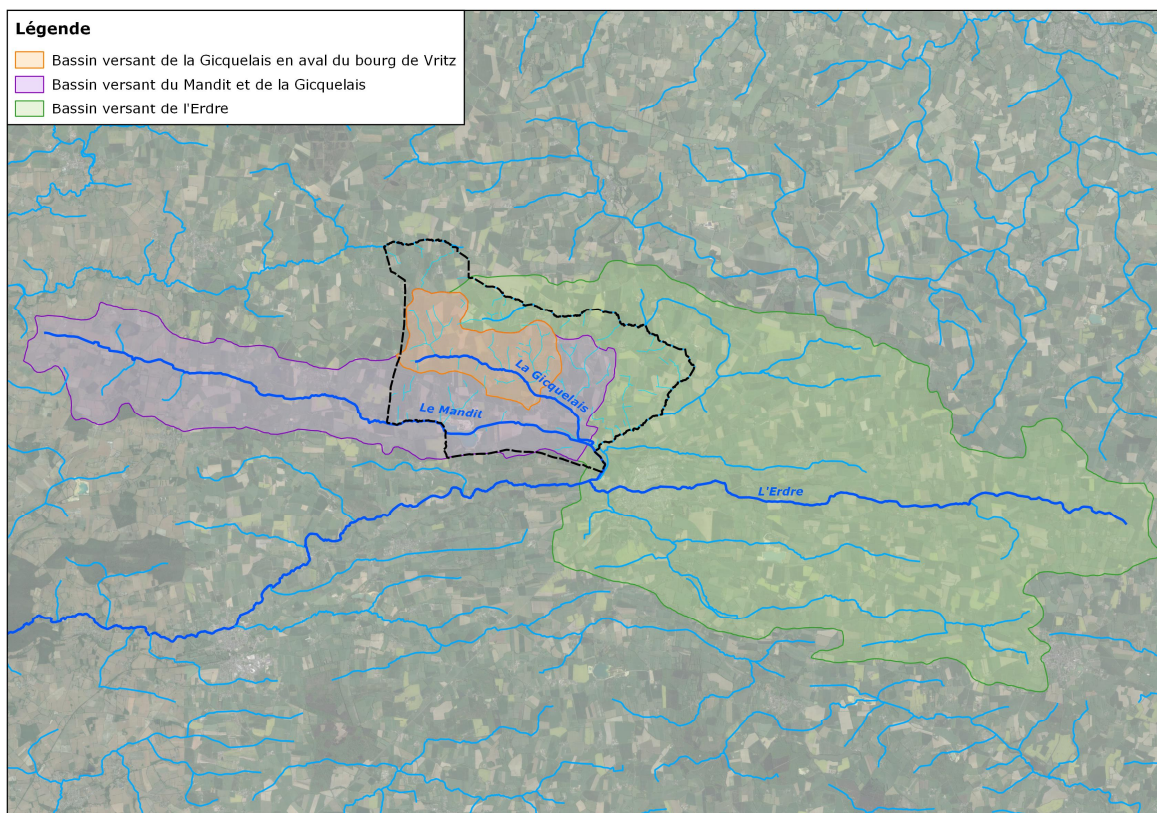 Légende
Bassin versant de la Gicquelais en aval du bourg de Vritz
Bassin versant du Mandit et de la Gicquelais
Bassin versant de l'Erdre
La Gicquelais
Le Mandit
L'Erdre